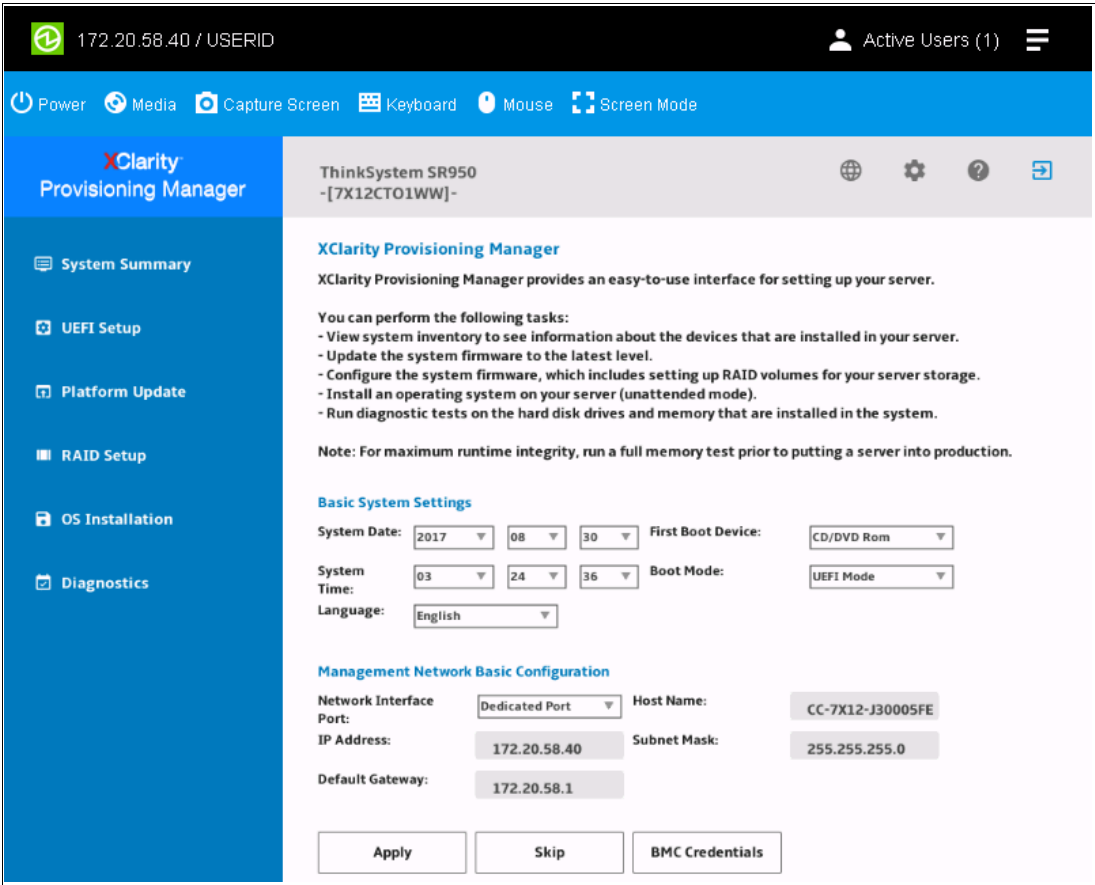 172.20.58.40 / USERID
Active Users (1)
Power Media Capture Screen Keyboard Mouse Screen Mode
XClarity
Provisioning Manager
ThinkSystem SR950
-[7X12CTO1WW]-
System Summary
UEFI Setup
Platform Update
RAID Setup
OS Installation
Diagnostics
XClarity Provisioning Manager
XClarity Provisioning Manager provides an easy-to-use interface for setting up your server.
You can perform the following tasks:
- View system inventory to see information about the devices that are installed in your server.
- Update the system firmware to the latest level.
- Configure the system firmware, which includes setting up RAID volumes for your server storage.
- Install an operating system on your server (unattended mode).
- Run diagnostic tests on the hard disk drives and memory that are installed in the system.
Note: For maximum runtime integrity, run a full memory test prior to putting a server into production.
Basic System Settings
System Date: 2017 08 30 First Boot Device: CD/DVD Rom
System
Time: 03 24 36 Boot Mode: UEFI Mode
Language: English
Management Network Basic Configuration
Network Interface
Port: Dedicated Port Host Name: CC-7X12-J30005FE
IP Address: 172.20.58.40 Subnet Mask: 255.255.255.0
Default Gateway: 172.20.58.1
Apply Skip BMC Credentials